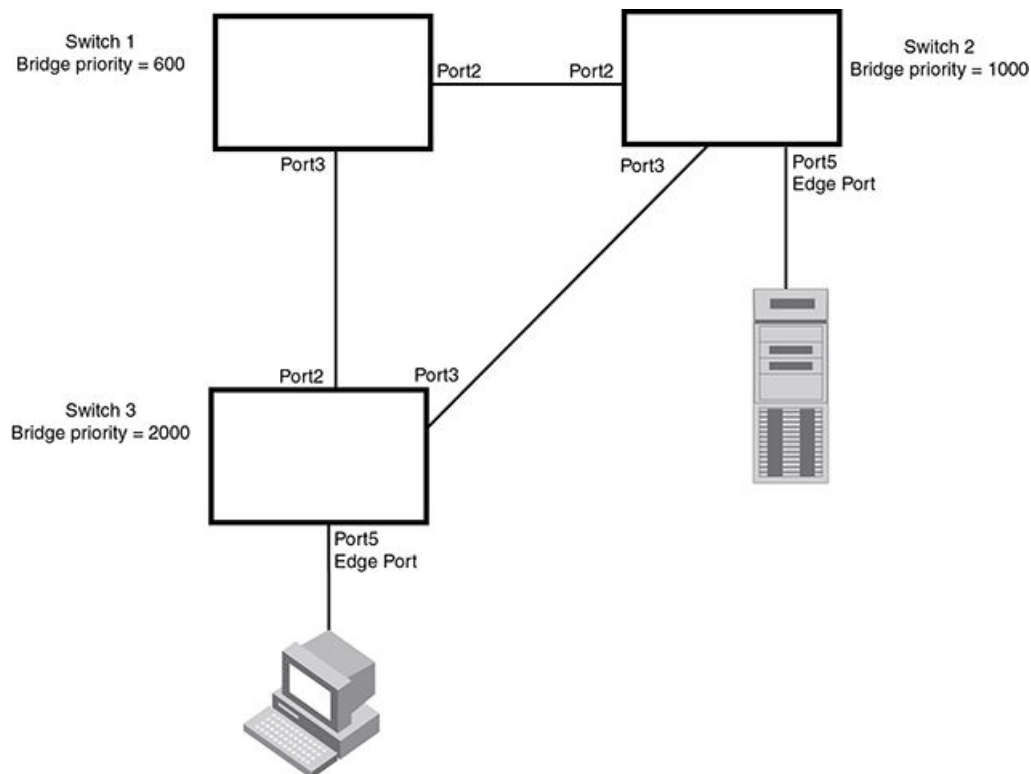 Switch 1
Bridge priority = 600
Port2
Port2
Switch 2
Bridge priority = 1000
Port3
Port3
Port5
Edge Port
Port2
Port3
Switch 3
Bridge priority = 2000
Port5
Edge Port